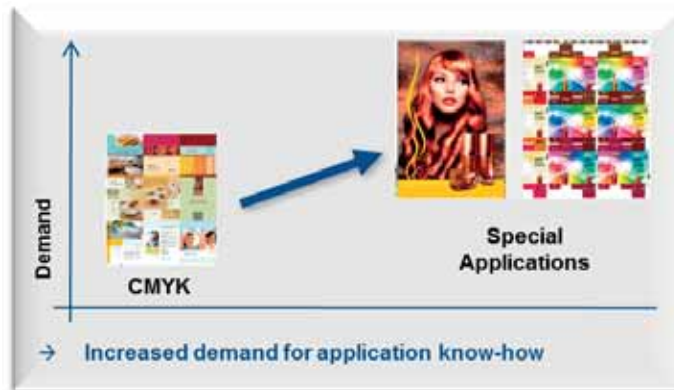 Demand
CMYK
Special
Applications
→ Increased demand for application know-how